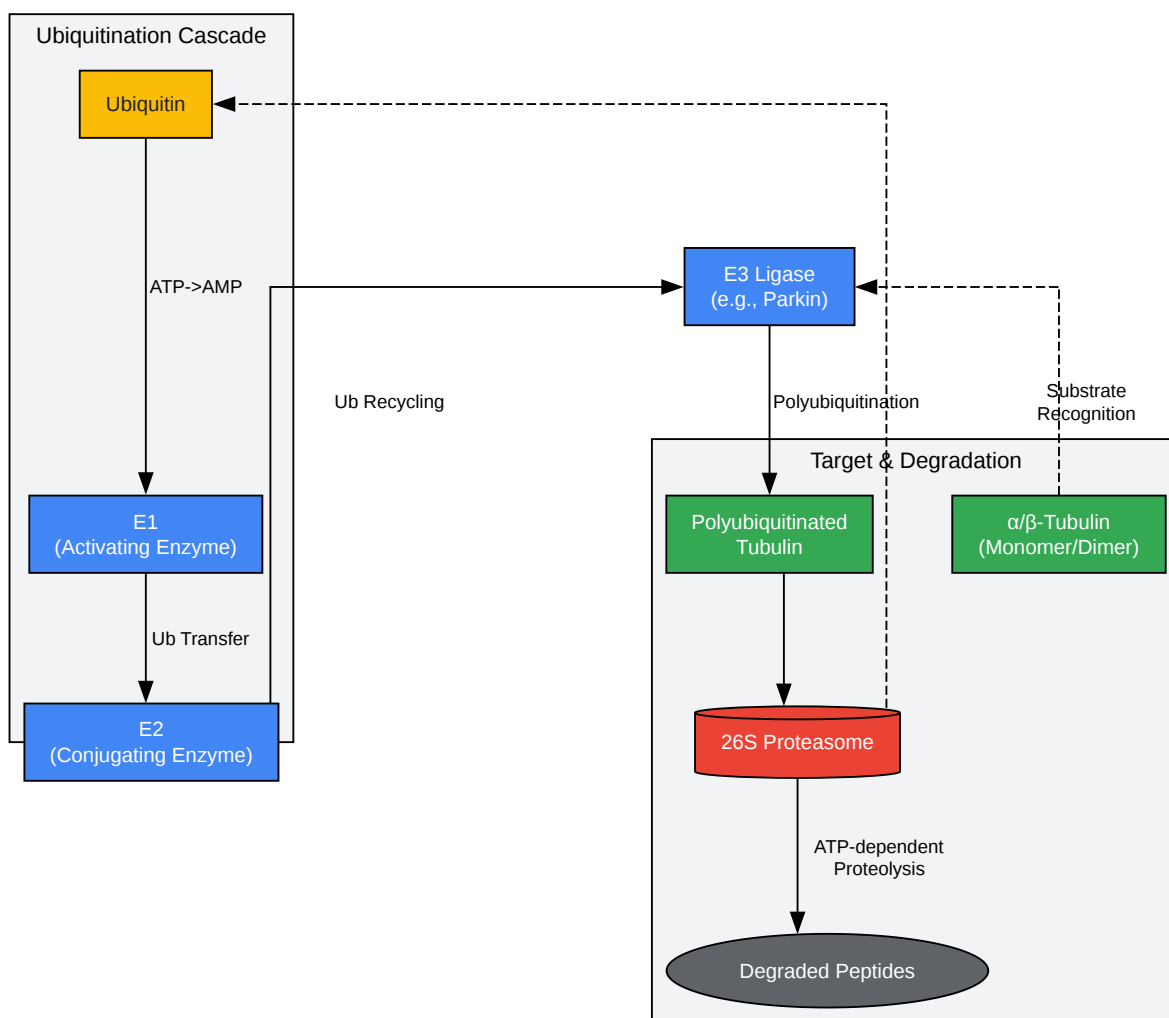 Ubiquitination Cascade
Ubiquitin
ATP->AMP
E3 Ligase
(e.g., Parkin)
Ub Recycling
Polyubiquitination
Substrate
Recognition
Target & Degradation
E1
(Activating Enzyme)
Polyubiquitinated
Tubulin
α/β-Tubulin
(Monomer/Dimer)
Ub Transfer
E2
(Conjugating Enzyme)
26S Proteasome
ATP-dependent
Proteolysis
Degraded Peptides